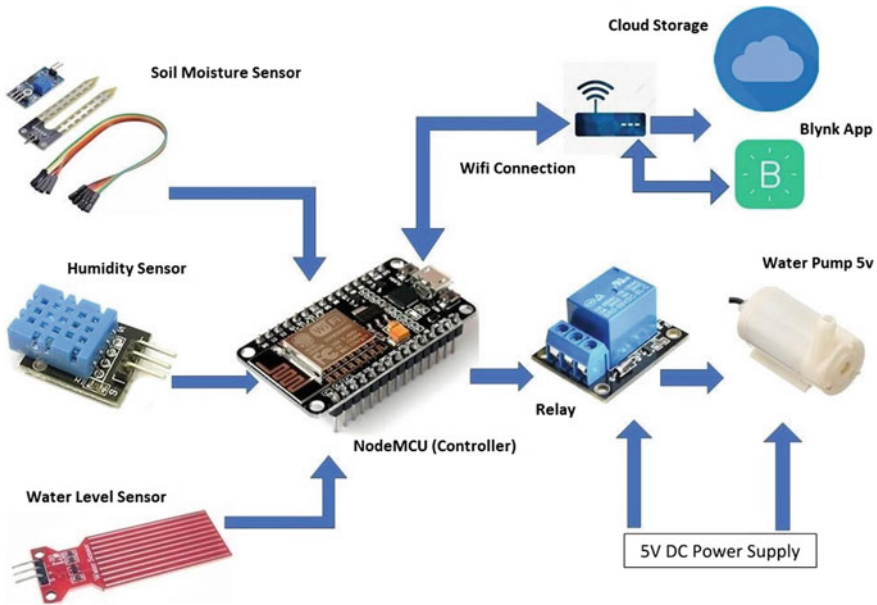 Cloud Storage
Soil Moisture Sensor
Blynk App
Wifi Connection
B
Humidity Sensor
Water Pump 5v
Relay
NodeMCU (Controller)
Water Level Sensor
5V DC Power Supply